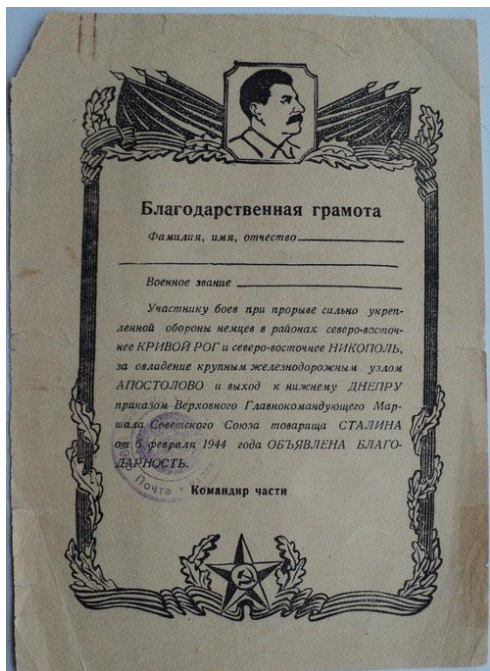 Благодарственная грамота
Фамилия, имя, отчество
Военное звание
Участнику боев при прорыве сильно укреп-
ленной обороны немцев в районах северо-восточ-
нее КРИВОЙ РОГ и северо-восточнее НИКОПОЛЬ,
за овладение крупным железнодорожным узлом
АПОСТОЛОВО и выход к нижнему ДНЕПРУ
приказом Верховного Главнокомандующего Мар-
шала Советского Союза товарища СТАЛИНА
от 6 февраля 1944 года ОБЪЯВЛЕНА БЛАГО-
ДАРНОСТЬ.
Почта
Командир части